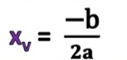 xᵥ = −b / 2a